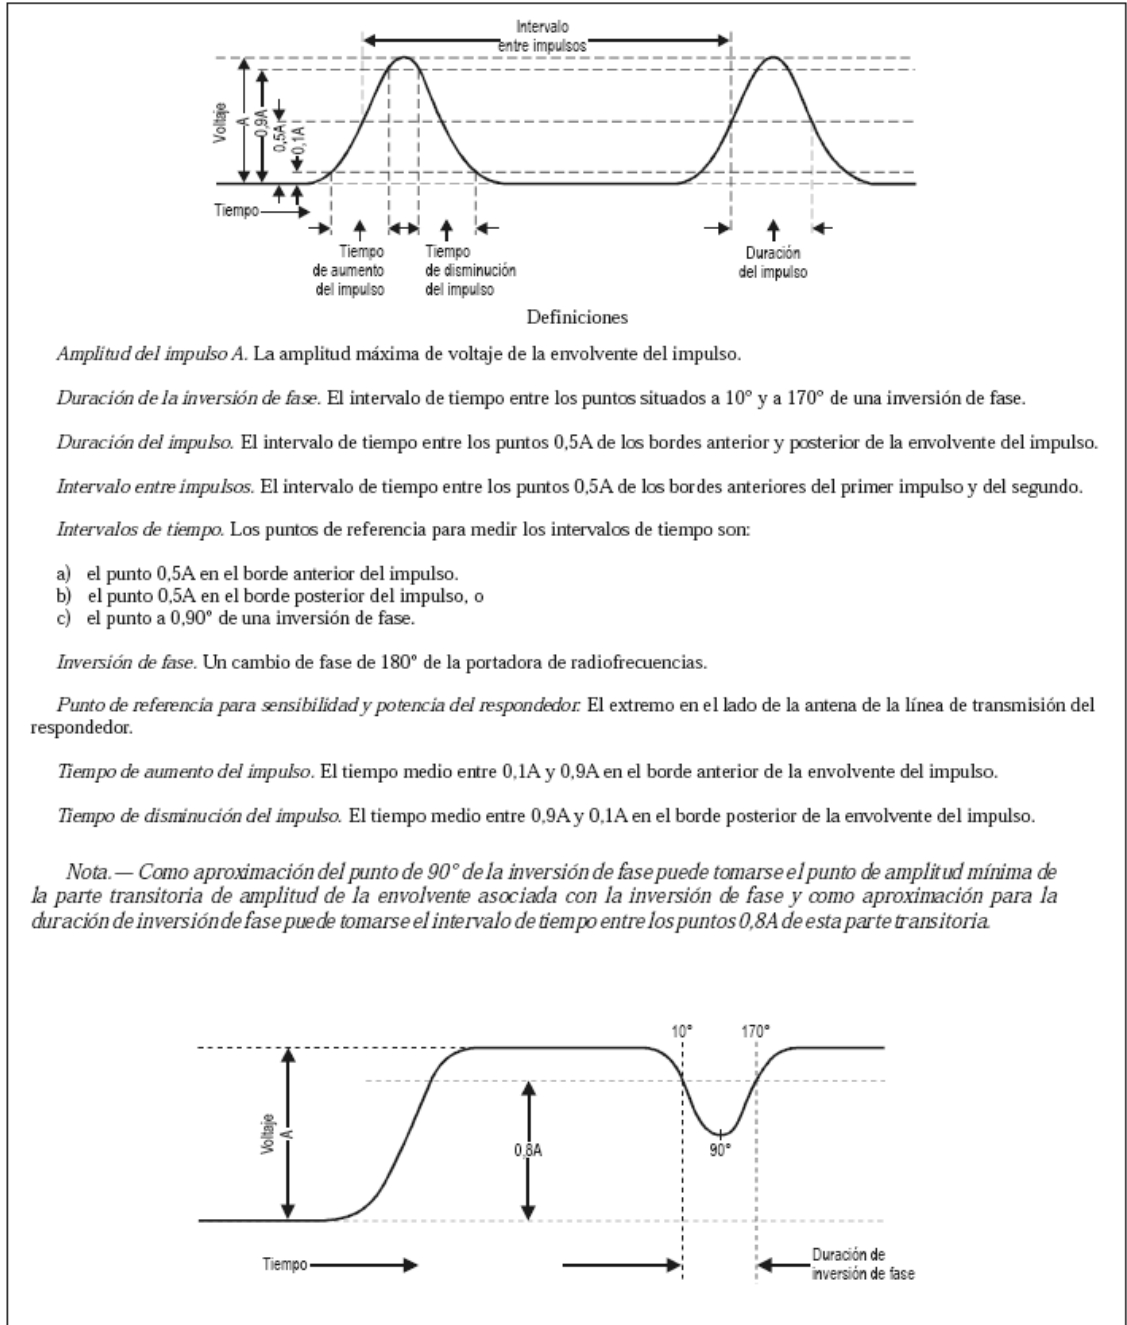 Intervalo
entre impulsos
Voltaje
A
0,9A
0,5A
0,1A
Tiempo
Tiempo
de aumento
del impulso
Tiempo
de disminución
del impulso
Duración
del impulso
Definiciones
Amplitud del impulso A. La amplitud máxima de voltaje de la envolvente del impulso.
Duración de la inversión de fase. El intervalo de tiempo entre los puntos situados a 10° y a 170° de una inversión de fase.
Duración del impulso. El intervalo de tiempo entre los puntos 0,5A de los bordes anterior y posterior de la envolvente del impulso.
Intervalo entre impulsos. El intervalo de tiempo entre los puntos 0,5A de los bordes anteriores del primer impulso y del segundo.
Intervalos de tiempo. Los puntos de referencia para medir los intervalos de tiempo son:
a) el punto 0,5A en el borde anterior del impulso.
b) el punto 0,5A en el borde posterior del impulso, o
c) el punto a 0,90° de una inversión de fase.
Inversión de fase. Un cambio de fase de 180° de la portadora de radiofrecuencias.
Punto de referencia para sensibilidad y potencia del respondedor. El extremo en el lado de la antena de la línea de transmisión del
respondedor.
Tiempo de aumento del impulso. El tiempo medio entre 0,1A y 0,9A en el borde anterior de la envolvente del impulso.
Tiempo de disminución del impulso. El tiempo medio entre 0,9A y 0,1A en el borde posterior de la envolvente del impulso.
Nota.— Como aproximación del punto de 90° de la inversión de fase puede tomarse el punto de amplitud mínima de
la parte transitoria de amplitud de la envolvente asociada con la inversión de fase y como aproximación para la
duración de inversión de fase puede tomarse el intervalo de tiempo entre los puntos 0,8A de esta parte transitoria.
10°
170°
Voltaje
A
0,8A
90°
Tiempo
Duración de
inversión de fase